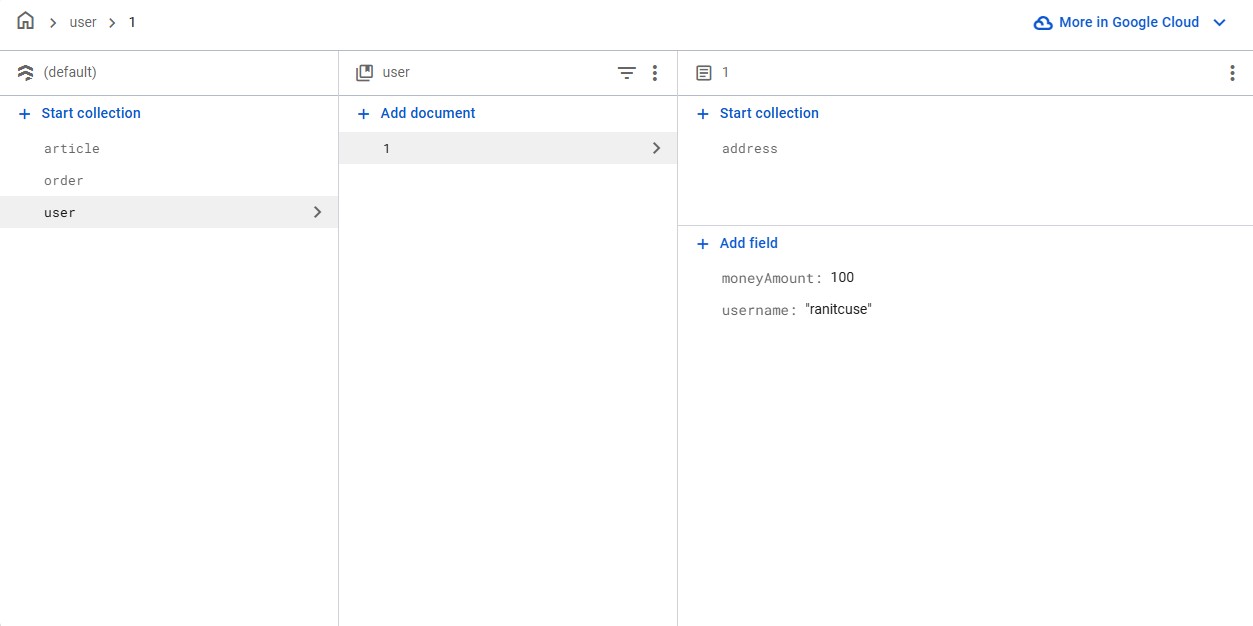 user 1
More in Google Cloud
(default)
user
1
Start collection
Add document
Start collection
article
1
address
order
user
Add field
moneyAmount: 100
username: "ranitcuse"